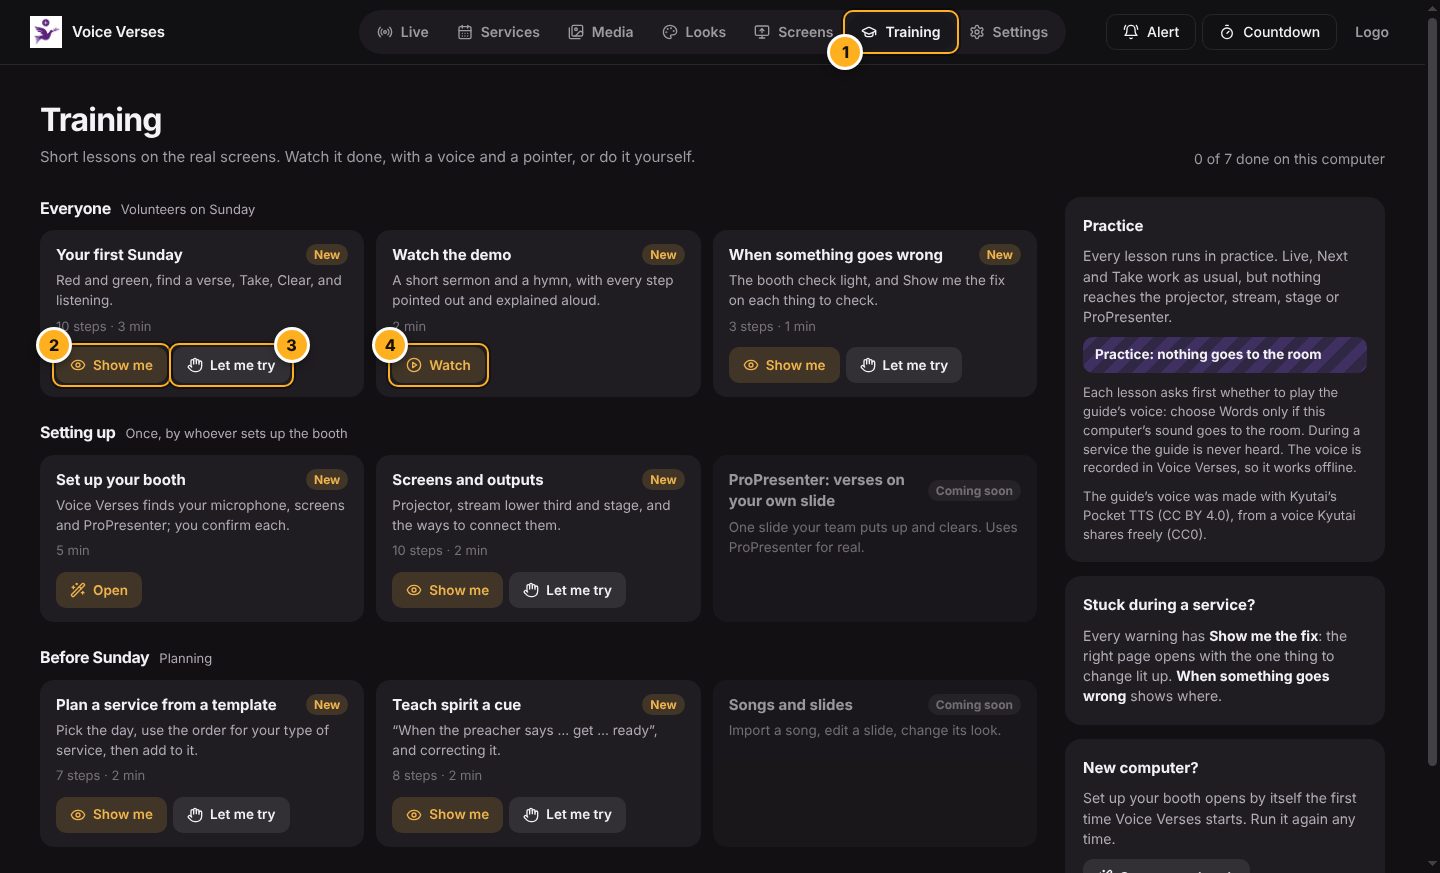 Voice Verses
Live
Services
Media
Looks
Screens
Training
Settings
Alert
Countdown
Logo
1
Training
Short lessons on the real screens. Watch it done, with a voice and a pointer, or do it yourself.
0 of 7 done on this computer
Everyone Volunteers on Sunday
Your first Sunday
New
Red and green, find a verse, Take, Clear, and
listening.
10 steps · 3 min
2
Show me
Let me try
3
Watch the demo
New
A short sermon and a hymn, with every step
pointed out and explained aloud.
2 min
4
Watch
When something goes wrong
New
The booth check light, and Show me the fix
on each thing to check.
3 steps · 1 min
Show me
Let me try
Setting up Once, by whoever sets up the booth
Set up your booth
New
Voice Verses finds your microphone, screens
and ProPresenter; you confirm each.
5 min
Open
Screens and outputs
New
Projector, stream lower third and stage, and
the ways to connect them.
10 steps · 2 min
Show me
Let me try
ProPresenter: verses on
your own slide
Coming soon
One slide your team puts up and clears. Uses
ProPresenter for real.
Before Sunday Planning
Plan a service from a template
New
Pick the day, use the order for your type of
service, then add to it.
7 steps · 2 min
Show me
Let me try
Teach spirit a cue
New
“When the preacher says ... get ... ready”,
and correcting it.
8 steps · 2 min
Show me
Let me try
Songs and slides
Coming soon
Import a song, edit a slide, change its look.
Practice
Every lesson runs in practice. Live, Next
and Take work as usual, but nothing
reaches the projector, stream, stage or
ProPresenter.
Practice: nothing goes to the room
Each lesson asks first whether to play the
guide’s voice: choose Words only if this
computer’s sound goes to the room. During a
service the guide is never heard. The voice is
recorded in Voice Verses, so it works offline.
The guide’s voice was made with Kyutai’s
Pocket TTS (CC BY 4.0), from a voice Kyutai
shares freely (CC0).
Stuck during a service?
Every warning has Show me the fix: the
right page opens with the one thing to
change lit up. When something goes
wrong shows where.
New computer?
Set up your booth opens by itself the first
time Voice Verses starts. Run it again any
time.